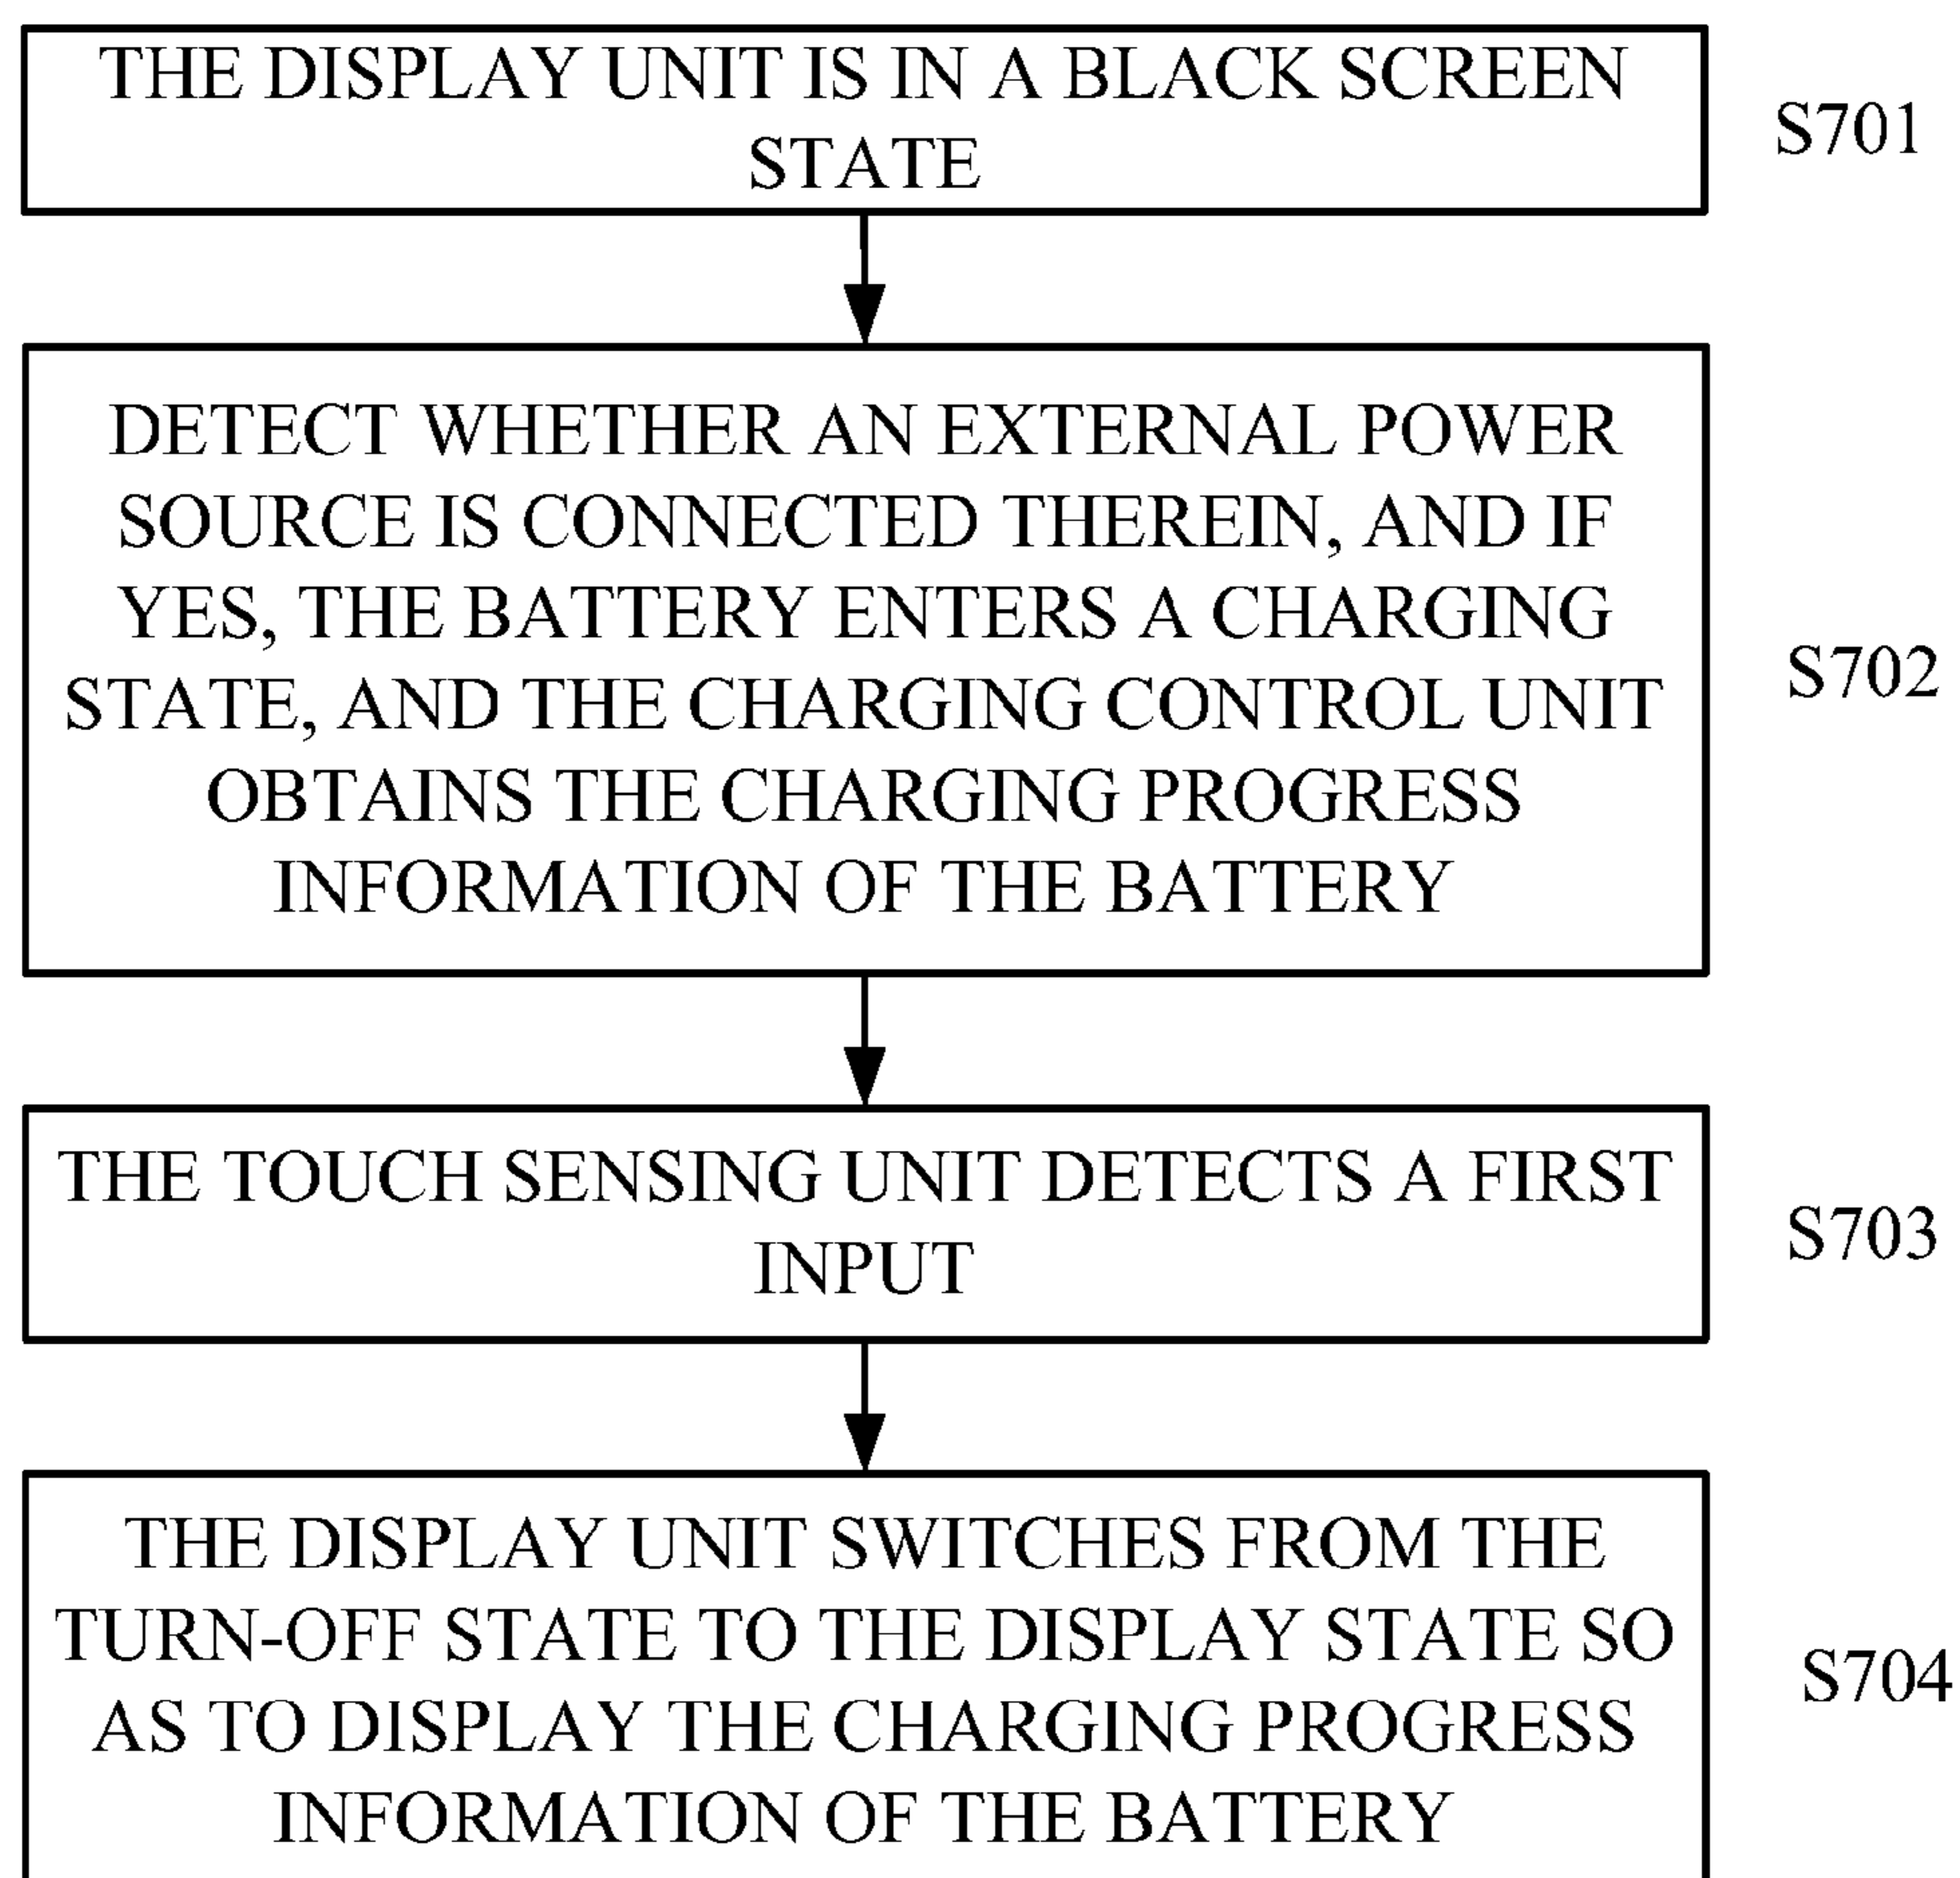 THE DISPLAY UNIT IS IN A BLACK SCREEN
STATE
S701
DETECT WHETHER AN EXTERNAL POWER
SOURCE IS CONNECTED THEREIN, AND IF
YES, THE BATTERY ENTERS A CHARGING
STATE, AND THE CHARGING CONTROL UNIT
OBTAINS THE CHARGNG PROGRESS
INFORMATION OF THE BATTERY
S702
THE TOUCH SENSING UNIT DETECTS A FIRST
INPUT
S703
THE DISPLAY UNIT SWITCHES FROM THE
TURN-OFF STATE TO THE DISPLAY STATE SO
AS TO DISPLAY THE CHARGING PROGRESS
INFORMATION OF THE BATTERY
S704